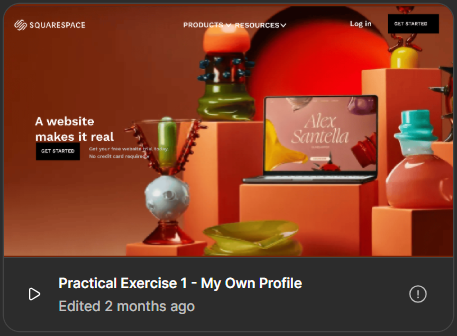 SQUARESPACE
PRODUCTS RESOURCES
Log in
GET STARTED
A website
makes it real
GET STARTED
Get your free website trial today.
No credit card required.
Alex
Santella
Practical Exercise 1 - My Own Profile
Edited 2 months ago